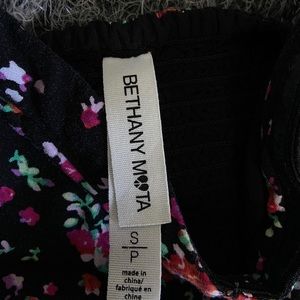 BETHANY MOTA
S/P
made in
china/
fabriqué en
chine